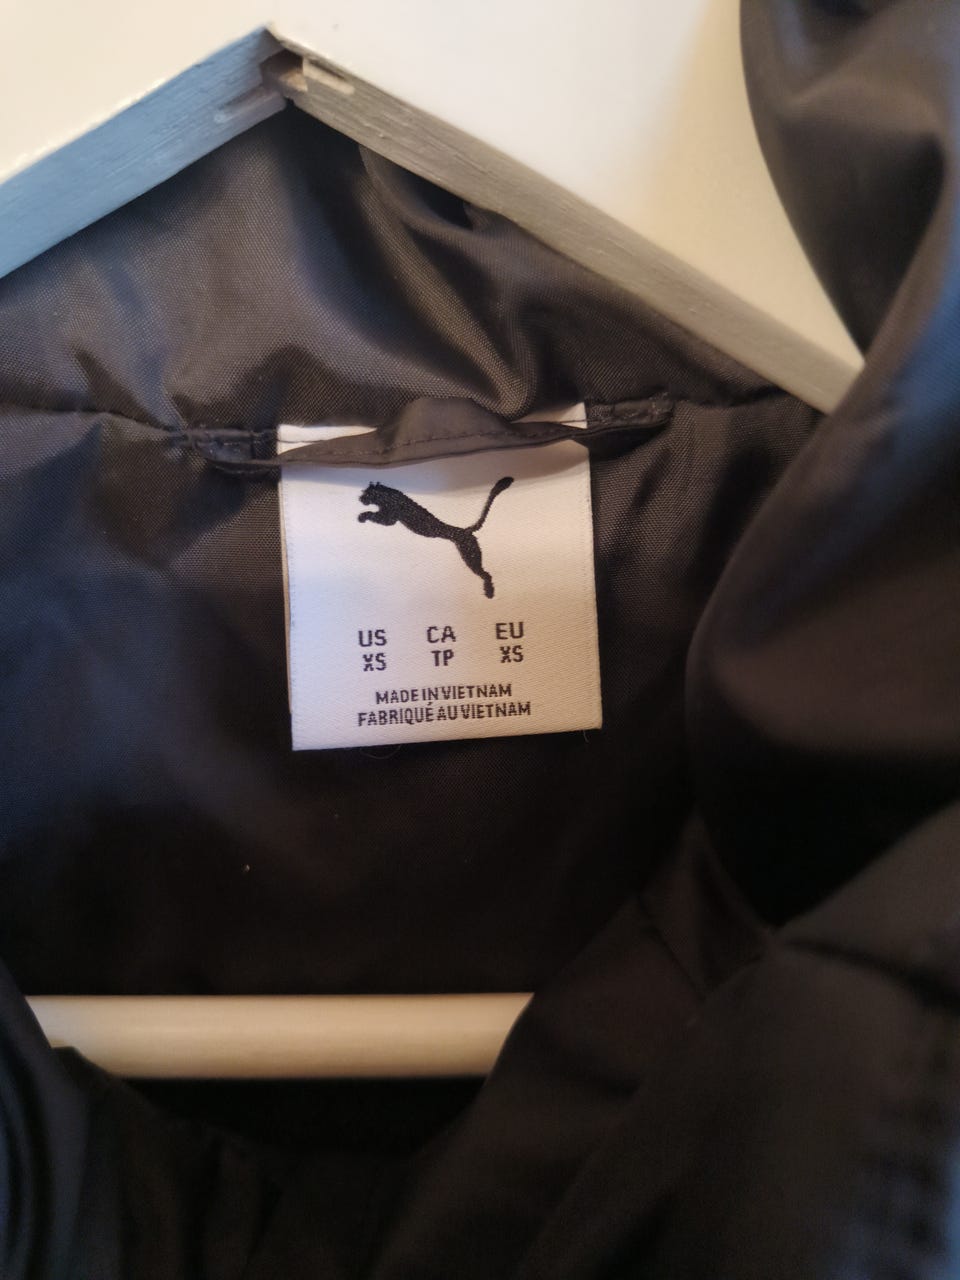 US CA EU
XS TP XS
MADE IN VIETNAM
FABRIQUÉ AU VIETNAM